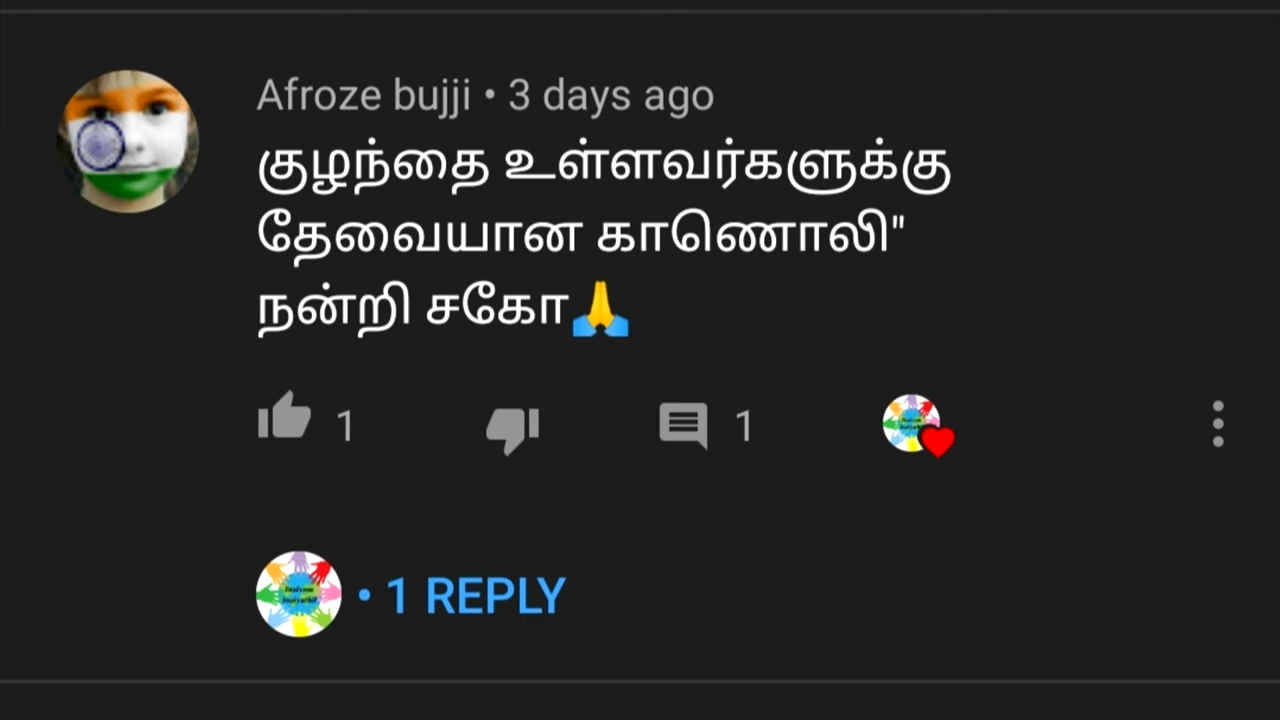 Afroze bujji • 3 days ago
குழந்தை உள்ளவர்களுக்கு
தேவையான காணொலி"
நன்றி சகோ🙏
1 1
• 1 REPLY